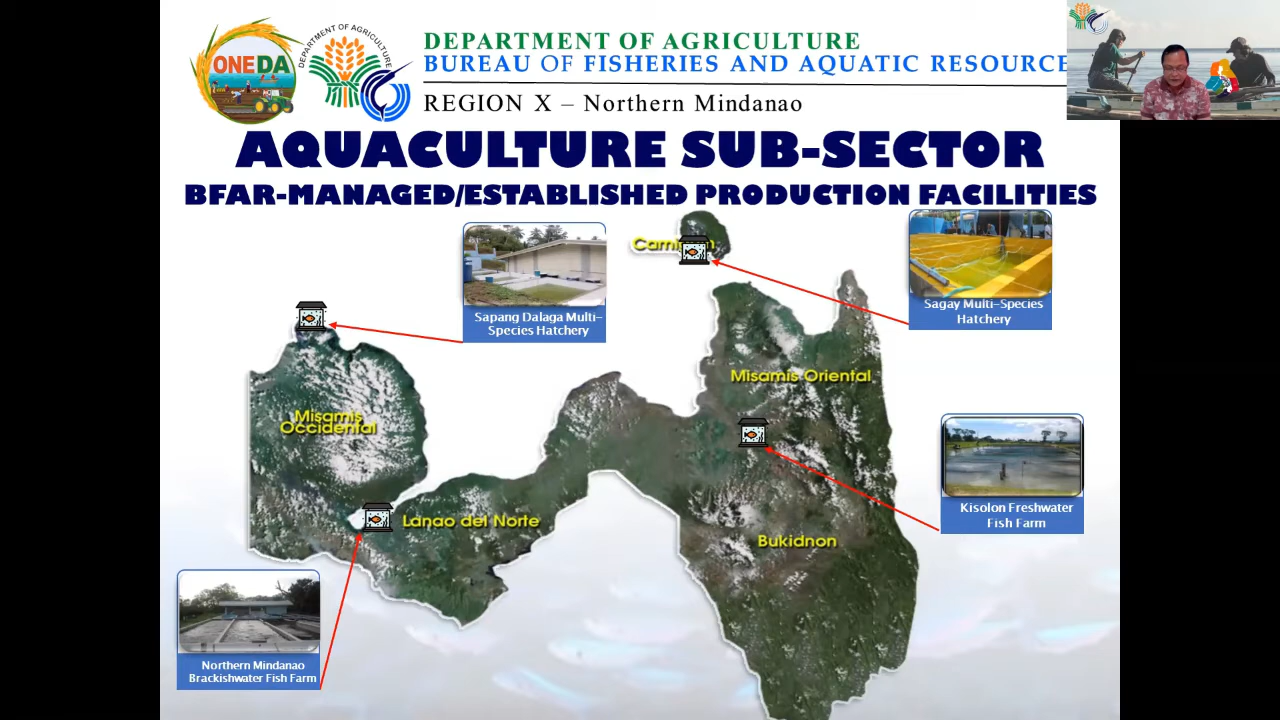 ONEDA
DEPARTMENT OF AGRICULTURE
DEPARTMENT OF AGRICULTURE
BUREAU OF FISHERIES AND AQUATIC RESOURCE
REGION X – Northern Mindanao
AQUACULTURE SUB-SECTOR
BFAR-MANAGED/ESTABLISHED PRODUCTION FACILITIES
Sapang Dalaga Multi–
Species Hatchery
Sagay Multi–Species
Hatchery
Misamis Oriental
Misamis
Occidental
Kisolon Freshwater
Fish Farm
Lanao del Norte
Bukidnon
Northern Mindanao
Brackishwater Fish Farm